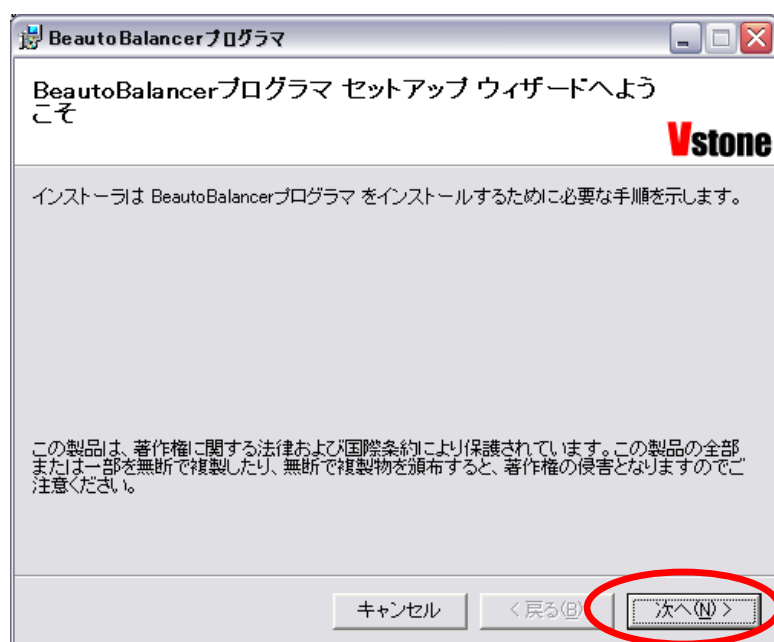 BeautoBalancerプログラマ
BeautoBalancerプログラマ セットアップ ウィザードへよう
こそ
Vstone
インストーラは BeautoBalancerプログラマ をインストールするために必要な手順を示します。
この製品は、著作権に関する法律および国際条約により保護されています。この製品の全部
または一部を無断で複製したり、無断で複製物を頒布すると、著作権の侵害となりますのでご
注意ください。
キャンセル
< 戻る(B)
次へ(N) >